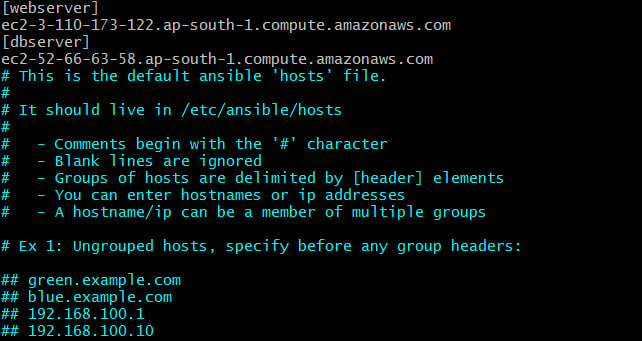 [webserver]
ec2-3-110-173-122.ap-south-1.compute.amazonaws.com
[dbserver]
ec2-52-66-63-58.ap-south-1.compute.amazonaws.com
# This is the default ansible 'hosts' file.
#
# It should live in /etc/ansible/hosts
#
#   - Comments begin with the '#' character
#   - Blank lines are ignored
#   - Groups of hosts are delimited by [header] elements
#   - You can enter hostnames or ip addresses
#   - A hostname/ip can be a member of multiple groups
# Ex 1: Ungrouped hosts, specify before any group headers:
## green.example.com
## blue.example.com
## 192.168.100.1
## 192.168.100.10